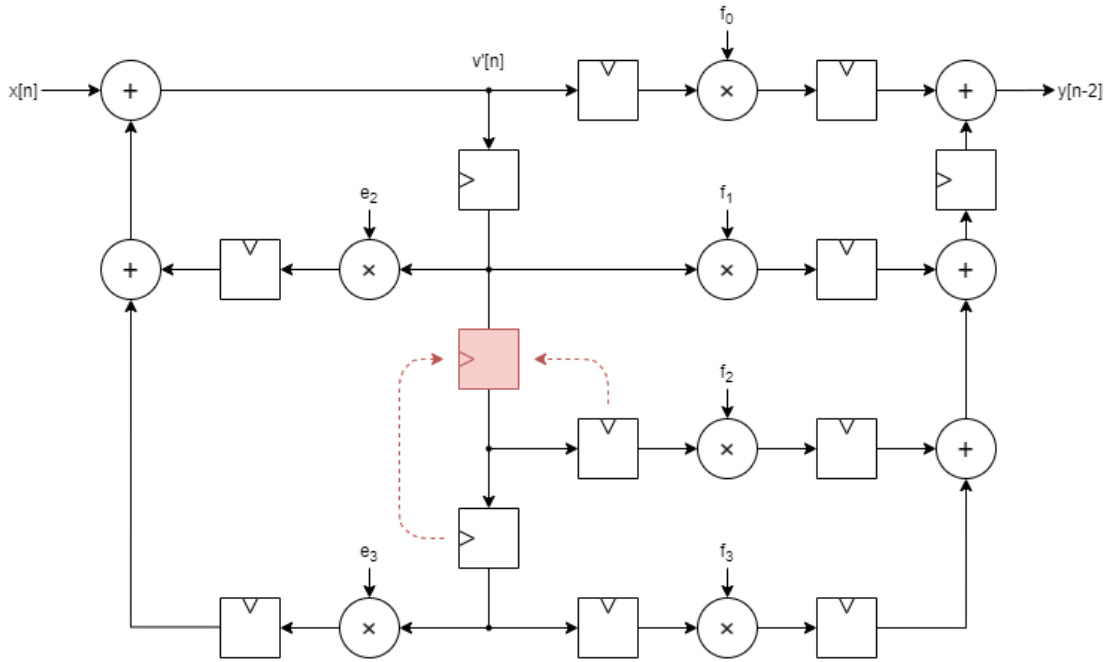 f₀
v'[n]
x[n] + × + y[n-2]
e₂ f₁
+ × × +
f₂
× +
e₃ f₃
× ×